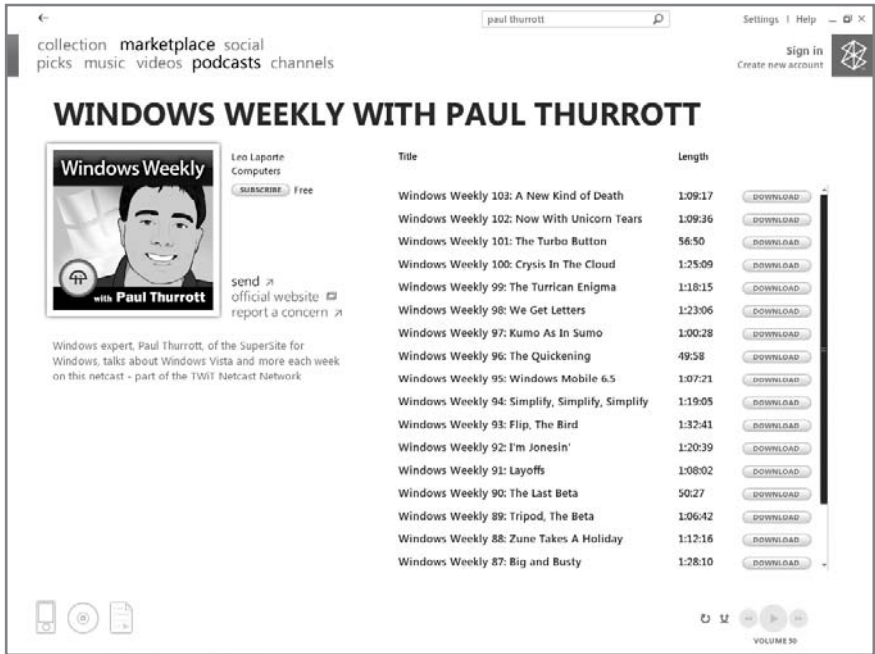 paul thurrott
Settings | Help
collection marketplace social
picks music videos podcasts channels
Sign in
Create new account
WINDOWS WEEKLY WITH PAUL THURROTT
Windows Weekly
with Paul Thurrott
Leo Laporte
Computers
SUBSCRIBE Free
send
official website
report a concern
Windows expert, Paul Thurrott, of the SuperSite for
Windows, talks about Windows Vista and more each week
on this netcast - part of the TWiT Netcast Network
Title Length
Windows Weekly 103: A New Kind of Death 1:09:17 DOWNLOAD
Windows Weekly 102: Now With Unicorn Tears 1:09:36 DOWNLOAD
Windows Weekly 101: The Turbo Button 56:50 DOWNLOAD
Windows Weekly 100: Crysis In The Cloud 1:25:09 DOWNLOAD
Windows Weekly 99: The Turrican Enigma 1:18:15 DOWNLOAD
Windows Weekly 98: We Get Letters 1:23:06 DOWNLOAD
Windows Weekly 97: Kumo As In Sumo 1:00:28 DOWNLOAD
Windows Weekly 96: The Quickening 49:58 DOWNLOAD
Windows Weekly 95: Windows Mobile 6.5 1:07:21 DOWNLOAD
Windows Weekly 94: Simplify, Simplify, Simplify 1:19:05 DOWNLOAD
Windows Weekly 93: Flip, The Bird 1:32:41 DOWNLOAD
Windows Weekly 92: I'm Jonesin' 1:20:39 DOWNLOAD
Windows Weekly 91: Layoffs 1:08:02 DOWNLOAD
Windows Weekly 90: The Last Beta 50:27 DOWNLOAD
Windows Weekly 89: Tripod, The Beta 1:06:42 DOWNLOAD
Windows Weekly 88: Zune Takes A Holiday 1:12:16 DOWNLOAD
Windows Weekly 87: Big and Busty 1:28:10 DOWNLOAD
VOLUME 50